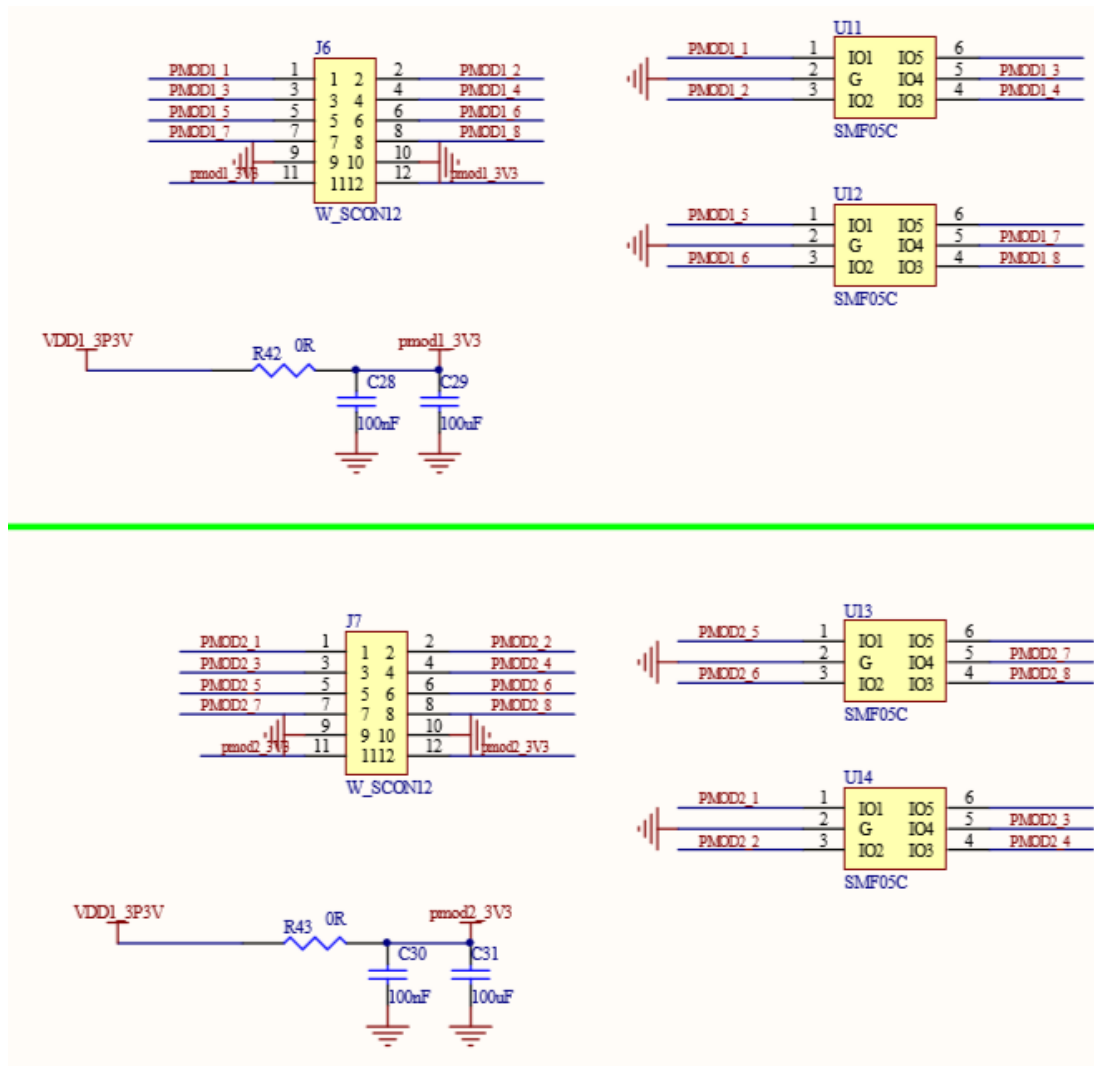 J6
PMOD1_1 1 1 2 2 PMOD1_2
PMOD1_3 3 3 4 4 PMOD1_4
PMOD1_5 5 5 6 6 PMOD1_6
PMOD1_7 7 7 8 8 PMOD1_8
9 9 10 10
pmod1_3V3 11 1112 12 pmod1_3V3
W_SCON12
U11
PMOD1_1 1 IO1 IO5 6
2 G IO4 5 PMOD1_3
PMOD1_2 3 IO2 IO3 4 PMOD1_4
SMF05C
U12
PMOD1_5 1 IO1 IO5 6
2 G IO4 5 PMOD1_7
PMOD1_6 3 IO2 IO3 4 PMOD1_8
SMF05C
VDD1_3P3V R42 0R pmod1_3V3
C28 C29
100nF 100uF
J7
PMOD2_1 1 1 2 2 PMOD2_2
PMOD2_3 3 3 4 4 PMOD2_4
PMOD2_5 5 5 6 6 PMOD2_6
PMOD2_7 7 7 8 8 PMOD2_8
9 9 10 10
pmod2_3V3 11 1112 12 pmod2_3V3
W_SCON12
U13
PMOD2_5 1 IO1 IO5 6
2 G IO4 5 PMOD2_7
PMOD2_6 3 IO2 IO3 4 PMOD2_8
SMF05C
U14
PMOD2_1 1 IO1 IO5 6
2 G IO4 5 PMOD2_3
PMOD2_2 3 IO2 IO3 4 PMOD2_4
SMF05C
VDD1_3P3V R43 0R pmod2_3V3
C30 C31
100nF 100uF